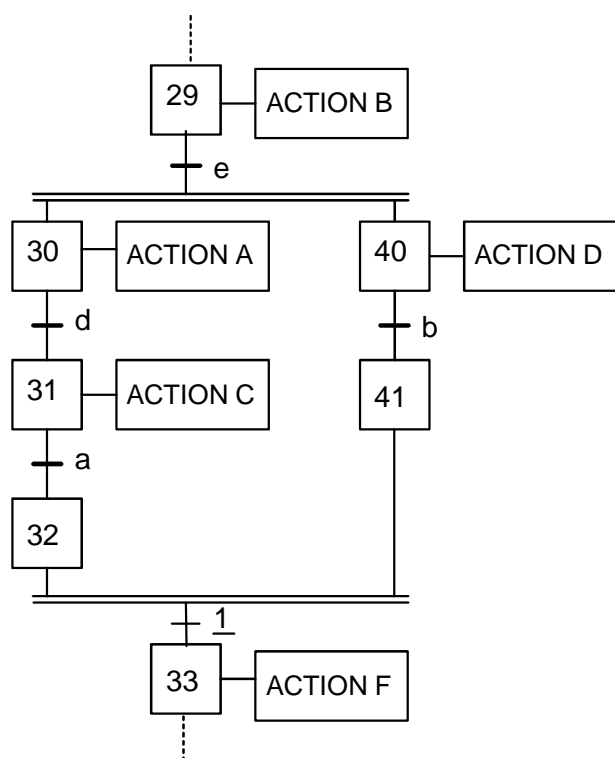 29
ACTION B
e
30
ACTION A
40
ACTION D
d
b
31
ACTION C
41
a
32
1
33
ACTION F